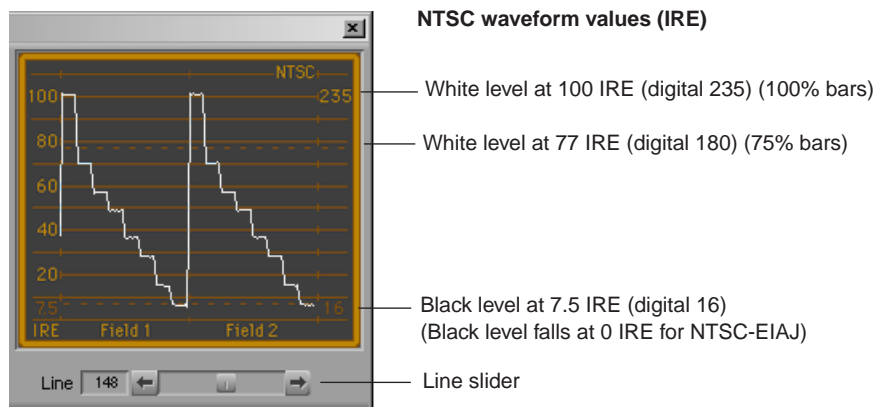 NTSC waveform values (IRE)
NTSC
100
235
White level at 100 IRE (digital 235) (100% bars)
80
White level at 77 IRE (digital 180) (75% bars)
60
40
20
7.5
16
Black level at 7.5 IRE (digital 16)
(Black level falls at 0 IRE for NTSC-EIAJ)
IRE Field 1 Field 2
Line 148
Line slider